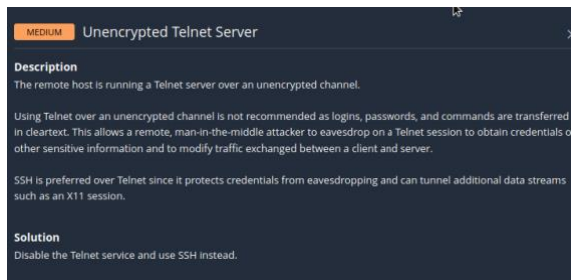 MEDIUM Unencrypted Telnet Server
Description
The remote host is running a Telnet server over an unencrypted channel.
Using Telnet over an unencrypted channel is not recommended as logins, passwords, and commands are transferred
in cleartext. This allows a remote, man-in-the-middle attacker to eavesdrop on a Telnet session to obtain credentials o
other sensitive information and to modify traffic exchanged between a client and server.
SSH is preferred over Telnet since it protects credentials from eavesdropping and can tunnel additional data streams
such as an X11 session.
Solution
Disable the Telnet service and use SSH instead.